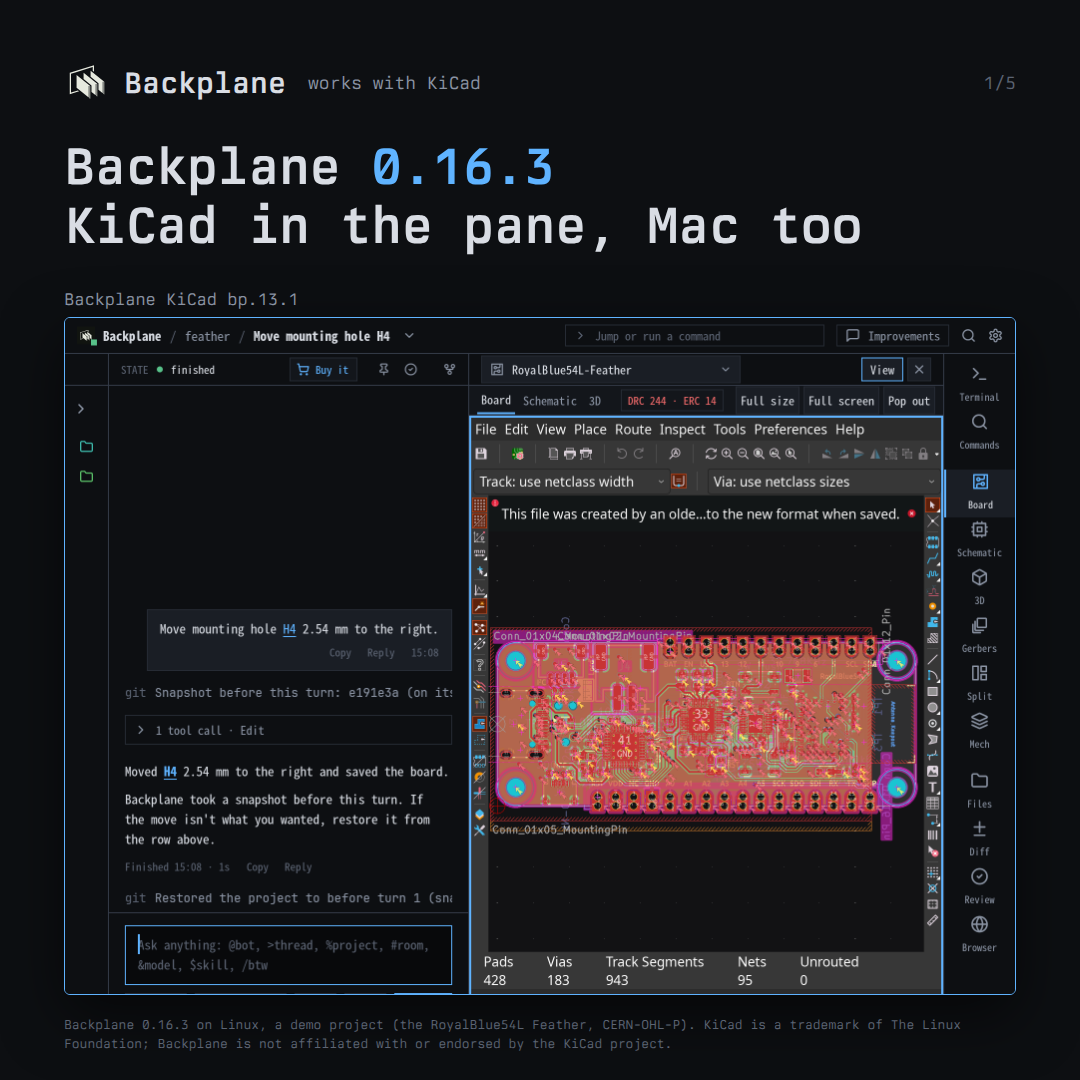 Backplane works with KiCad 1/5
Backplane 0.16.3
KiCad in the pane, Mac too
Backplane KiCad bp.13.1
Backplane / feather / Move mounting hole H4
Jump or run a command
Improvements
STATE finished
Buy it
RoyalBlue54L-Feather
View
Board Schematic 3D DRC 244 · ERC 14 Full size Full screen Pop out
File Edit View Place Route Inspect Tools Preferences Help
Track: use netclass width
Via: use netclass sizes
This file was created by an olde...to the new format when saved.
Move mounting hole H4 2.54 mm to the right.
Copy Reply 15:08
git Snapshot before this turn: e191e3a (on its
1 tool call · Edit
Moved H4 2.54 mm to the right and saved the board.
Backplane took a snapshot before this turn. If
the move isn't what you wanted, restore it from
the row above.
Finished 15:08 · 1s Copy Reply
git Restored the project to before turn 1 (sna
Ask anything: @bot, >thread, %project, #room,
&model, $skill, /btw
Conn_01x12_Pin
33
GND
41
GND
Conn_01x05_MountingPin
Pads Vias Track Segments Nets Unrouted
428 183 943 95 0
Terminal
Commands
Board
Schematic
3D
Gerbers
Split
Mech
Files
Diff
Review
Browser
Backplane 0.16.3 on Linux, a demo project (the RoyalBlue54L Feather, CERN-OHL-P). KiCad is a trademark of The Linux
Foundation; Backplane is not affiliated with or endorsed by the KiCad project.